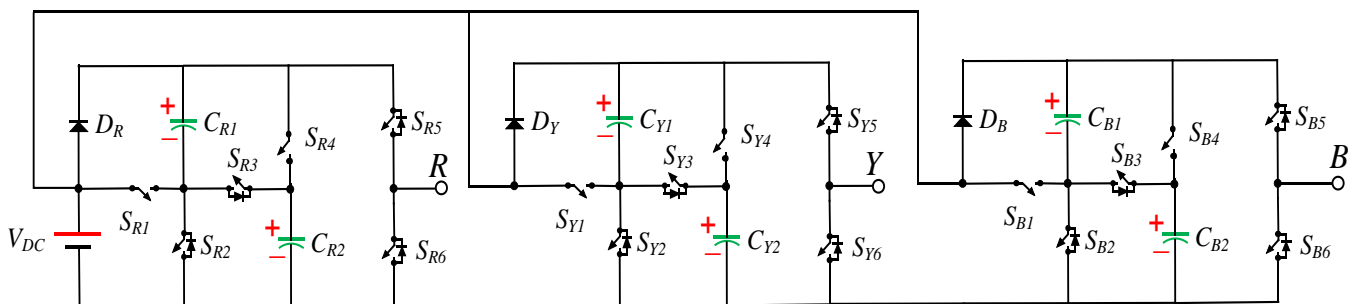 D_R
+
−
C_R1
S_R4
S_R5
S_R3
R
S_R1
V_DC
S_R2
+
−
C_R2
S_R6
D_Y
+
−
C_Y1
S_Y4
S_Y5
S_Y3
Y
S_Y1
S_Y2
+
−
C_Y2
S_Y6
D_B
+
−
C_B1
S_B4
S_B5
S_B3
B
S_B1
S_B2
+
−
C_B2
S_B6